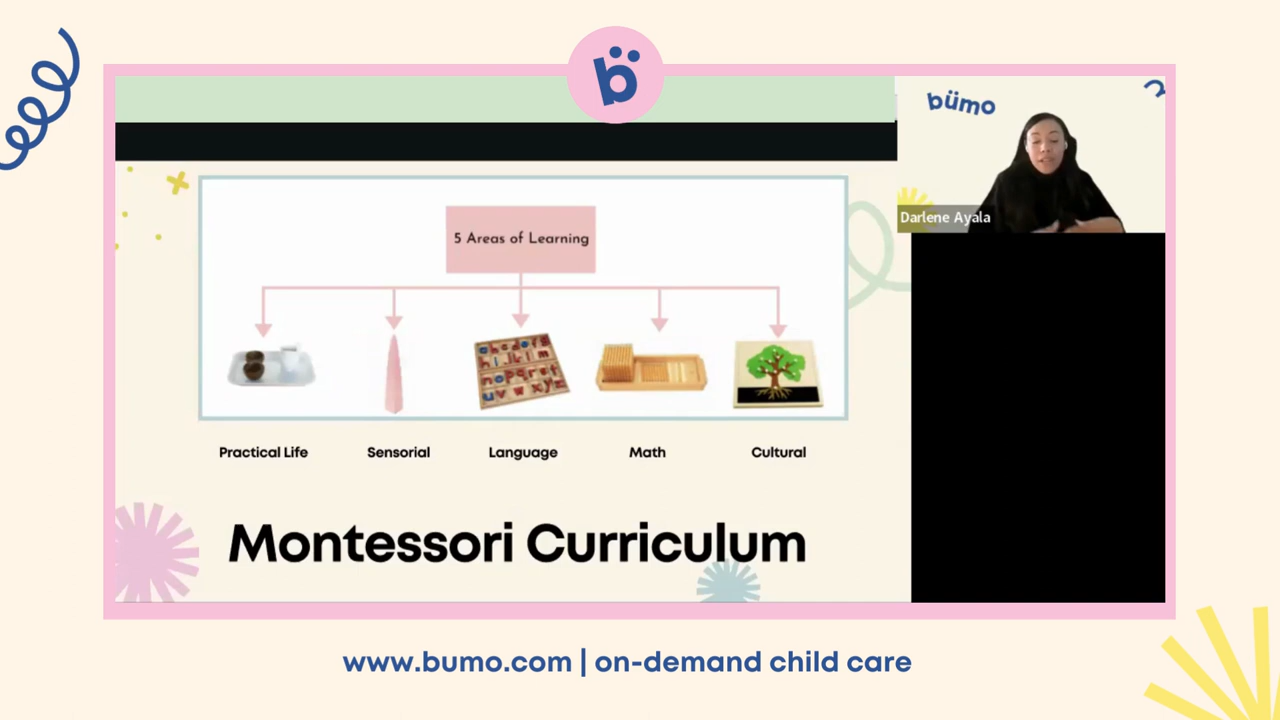 b̈
bümo
Darlene Ayala
5 Areas of Learning
Practical Life
Sensorial
Language
Math
Cultural
Montessori Curriculum
www.bumo.com | on-demand child care